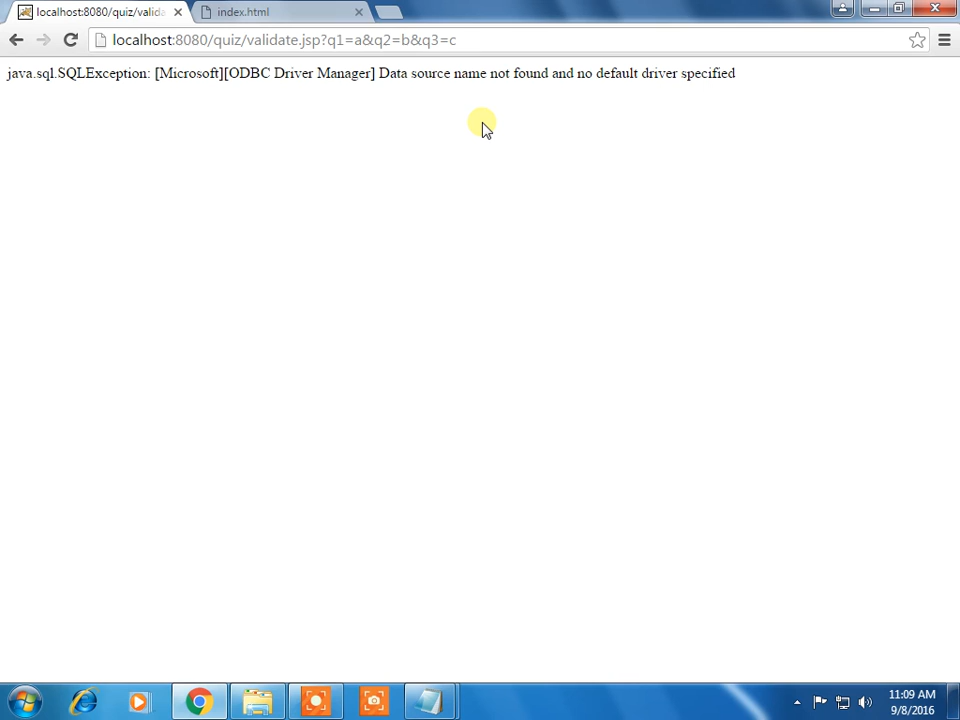 localhost:8080/quiz/valida
index.html
localhost:8080/quiz/validate.jsp?q1=a&q2=b&q3=c
java.sql.SQLException: [Microsoft][ODBC Driver Manager] Data source name not found and no default driver specified
11:09 AM
9/8/2016